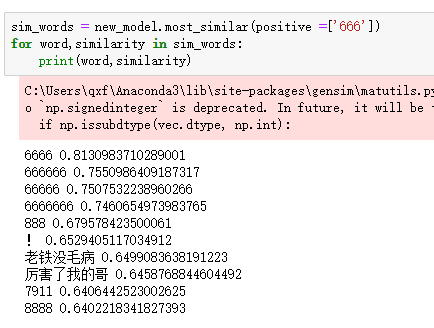 sim_words = new_model.most_similar(positive =['666'])
for word,similarity in sim_words:
    print(word,similarity)
C:\Users\qxf\Anaconda3\lib\site-packages\gensim\matutils.py
o `np.signedinteger` is deprecated. In future, it will be
  if np.issubdtype(vec.dtype, np.int):
6666 0.8130983710289001
666666 0.7550986409187317
66666 0.7507532238960266
6666666 0.7460654973983765
888 0.679578423500061
！ 0.6529405117034912
老铁没毛病 0.6499083638191223
厉害了我的哥 0.6458768844604492
7911 0.6406442523002625
8888 0.6402218341827393